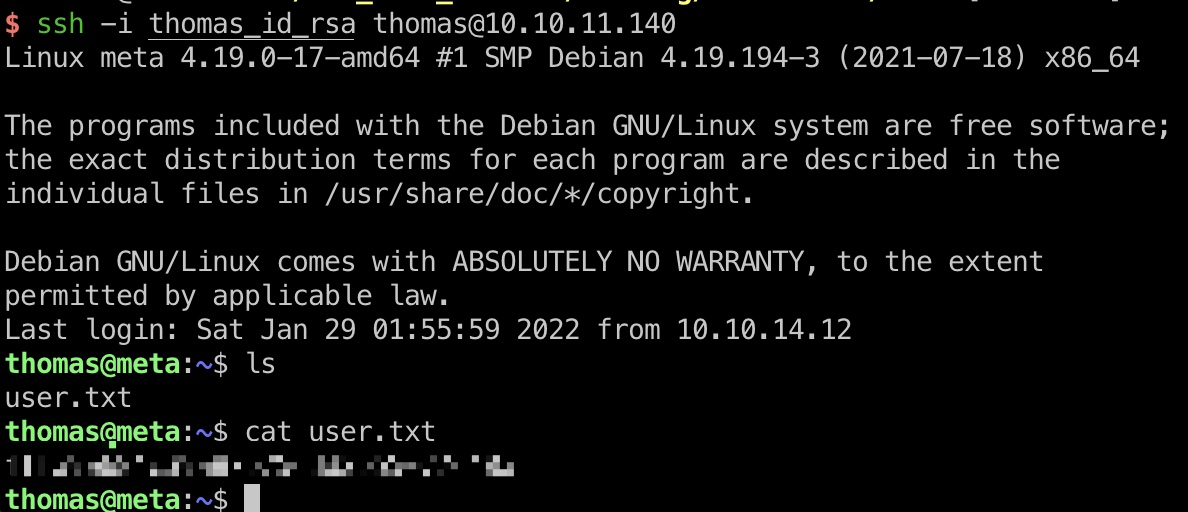 $ ssh -i thomas_id_rsa thomas@10.10.11.140
Linux meta 4.19.0-17-amd64 #1 SMP Debian 4.19.194-3 (2021-07-18) x86_64
The programs included with the Debian GNU/Linux system are free software;
the exact distribution terms for each program are described in the
individual files in /usr/share/doc/*/copyright.
Debian GNU/Linux comes with ABSOLUTELY NO WARRANTY, to the extent
permitted by applicable law.
Last login: Sat Jan 29 01:55:59 2022 from 10.10.14.12
thomas@meta:~$ ls
user.txt
thomas@meta:~$ cat user.txt
thomas@meta:~$